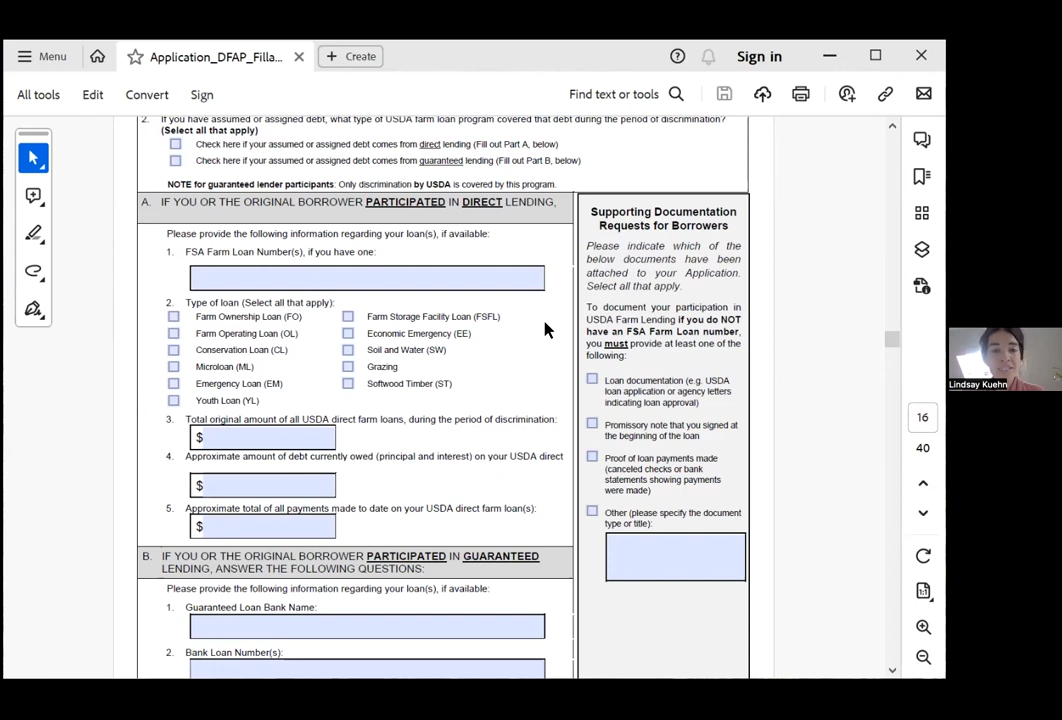 Menu
Application_DFAP_Filla...
Create
Sign in
All tools
Edit
Convert
Sign
Find text or tools
2. If you have assumed or assigned debt, what type of USDA farm loan program covered that debt during the period of discrimination?
(Select all that apply)
Check here if your assumed or assigned debt comes from direct lending (Fill out Part A, below)
Check here if your assumed or assigned debt comes from guaranteed lending (Fill out Part B, below)
NOTE for guaranteed lender participants: Only discrimination by USDA is covered by this program.
A. IF YOU OR THE ORIGINAL BORROWER PARTICIPATED IN DIRECT LENDING,
Please provide the following information regarding your loan(s), if available:
1. FSA Farm Loan Number(s), if you have one:
2. Type of loan (Select all that apply):
Farm Ownership Loan (FO)
Farm Storage Facility Loan (FSFL)
Farm Operating Loan (OL)
Economic Emergency (EE)
Conservation Loan (CL)
Soil and Water (SW)
Microloan (ML)
Grazing
Emergency Loan (EM)
Softwood Timber (ST)
Youth Loan (YL)
3. Total original amount of all USDA direct farm loans, during the period of discrimination:
$
4. Approximate amount of debt currently owed (principal and interest) on your USDA direct
$
5. Approximate total of all payments made to date on your USDA direct farm loan(s):
$
B. IF YOU OR THE ORIGINAL BORROWER PARTICIPATED IN GUARANTEED
LENDING, ANSWER THE FOLLOWING QUESTIONS:
Please provide the following information regarding your loan(s), if available:
1. Guaranteed Loan Bank Name:
2. Bank Loan Number(s):
Supporting Documentation
Requests for Borrowers
Please indicate which of the
below documents have been
attached to your Application.
Select all that apply.
To document your participation in
USDA Farm Lending if you do NOT
have an FSA Farm Loan number,
you must provide at least one of the
following:
Loan documentation (e.g. USDA
loan application or agency letters
indicating loan approval)
Promissory note that you signed at
the beginning of the loan
Proof of loan payments made
(canceled checks or bank
statements showing payments
were made)
Other (please specify the document
type or title):
16
40
1:1
Lindsay Kuehn